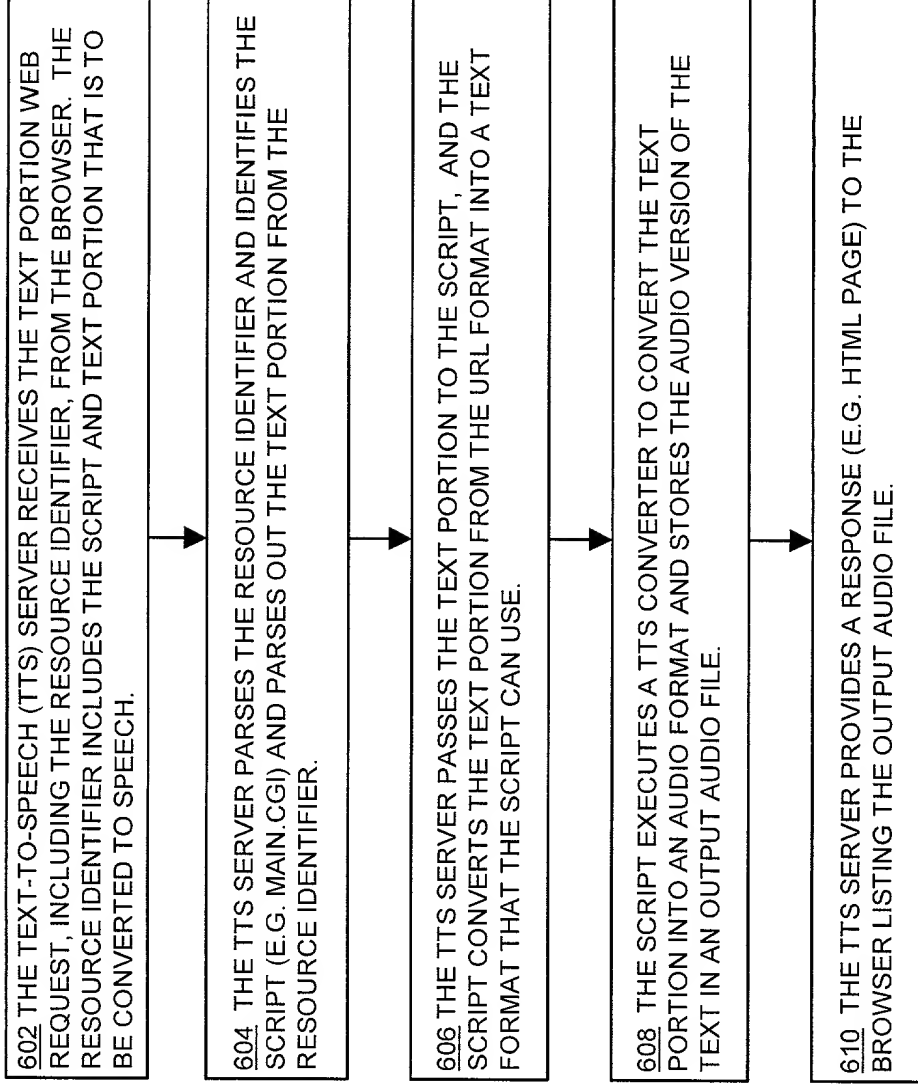 602 THE TEXT-TO-SPEECH (TTS) SERVER RECEIVES THE TEXT PORTION WEB
REQUEST, INCLUDING THE RESOURCE IDENTIFIER, FROM THE BROWSER. THE
RESOURCE IDENTIFIER INCLUDES THE SCRIPT AND TEXT PORTION THAT IS TO
BE CONVERTED TO SPEECH.
604 THE TTS SERVER PARSES THE RESOURCE IDENTIFIER AND IDENTIFIES THE
SCRIPT (E.G. MAIN.CGI) AND PARSES OUT THE TEXT PORTION FROM THE
RESOURCE IDENTIFIER.
606 THE TTS SERVER PASSES THE TEXT PORTION TO THE SCRIPT, AND THE
SCRIPT CONVERTS THE TEXT PORTION FROM THE URL FORMAT INTO A TEXT
FORMAT THAT THE SCRIPT CAN USE.
608 THE SCRIPT EXECUTES A TTS CONVERTER TO CONVERT THE TEXT
PORTION INTO AN AUDIO FORMAT AND STORES THE AUDIO VERSION OF THE
TEXT IN AN OUTPUT AUDIO FILE.
610 THE TTS SERVER PROVIDES A RESPONSE (E.G. HTML PAGE) TO THE
BROWSER LISTING THE OUTPUT AUDIO FILE.